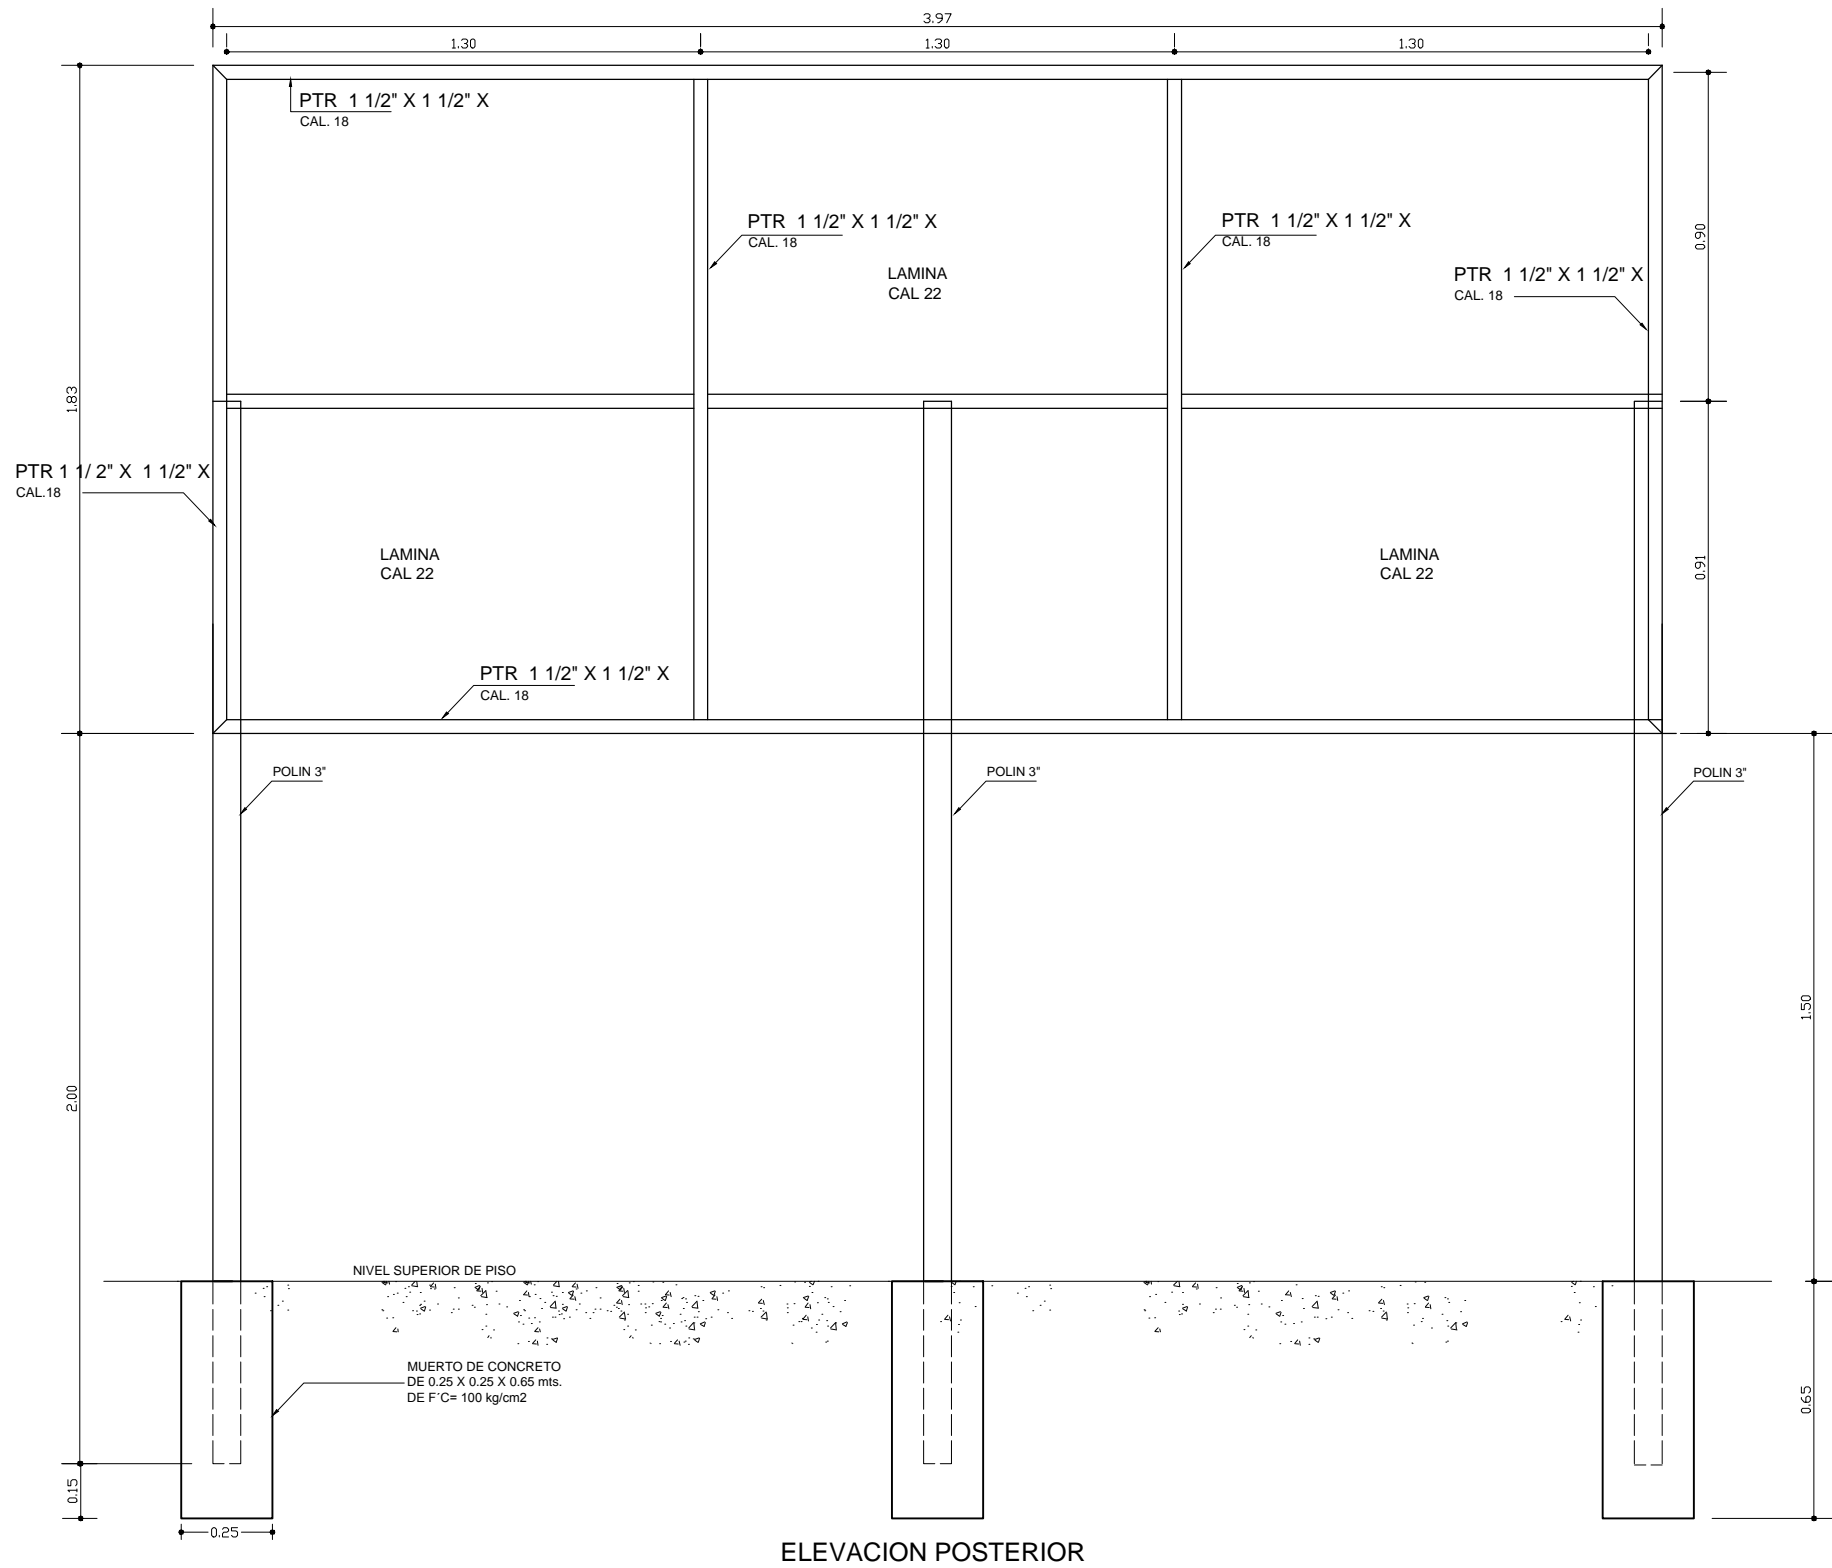 3.97
1.30
1.30
1.30
PTR 1 1/2" X 1 1/2" X
CAL. 18
PTR 1 1/2" X 1 1/2" X
CAL. 18
PTR 1 1/2" X 1 1/2" X
CAL. 18
0.90
LAMINA
CAL 22
PTR 1 1/2" X 1 1/2" X
CAL. 18
1.83
PTR 1 1/ 2" X 1 1/2" X
CAL.18
LAMINA
CAL 22
LAMINA
CAL 22
0.91
PTR 1 1/2" X 1 1/2" X
CAL. 18
POLIN 3"
POLIN 3"
POLIN 3"
1.50
2.00
NIVEL SUPERIOR DE PISO
MUERTO DE CONCRETO
DE 0.25 X 0.25 X 0.65 mts.
DE F´C= 100 kg/cm2
0.65
0.15
0.25
ELEVACION POSTERIOR